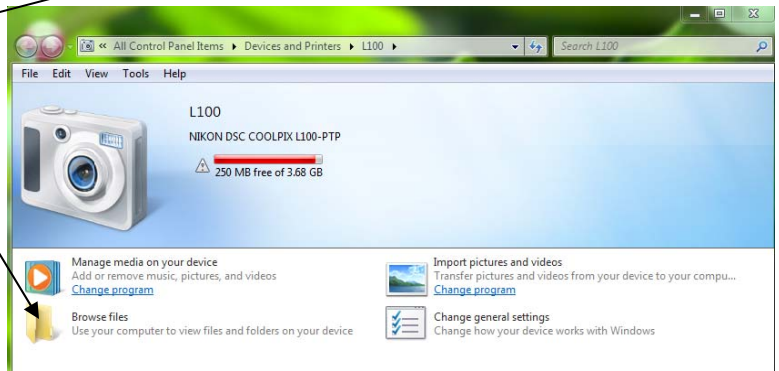 « All Control Panel Items ▸ Devices and Printers ▸ L100 ▸
Search L100
File Edit View Tools Help
L100
NIKON DSC COOLPIX L100-PTP
250 MB free of 3.68 GB
Manage media on your device
Add or remove music, pictures, and videos
Change program
Import pictures and videos
Transfer pictures and videos from your device to your compu...
Change program
Browse files
Use your computer to view files and folders on your device
Change general settings
Change how your device works with Windows